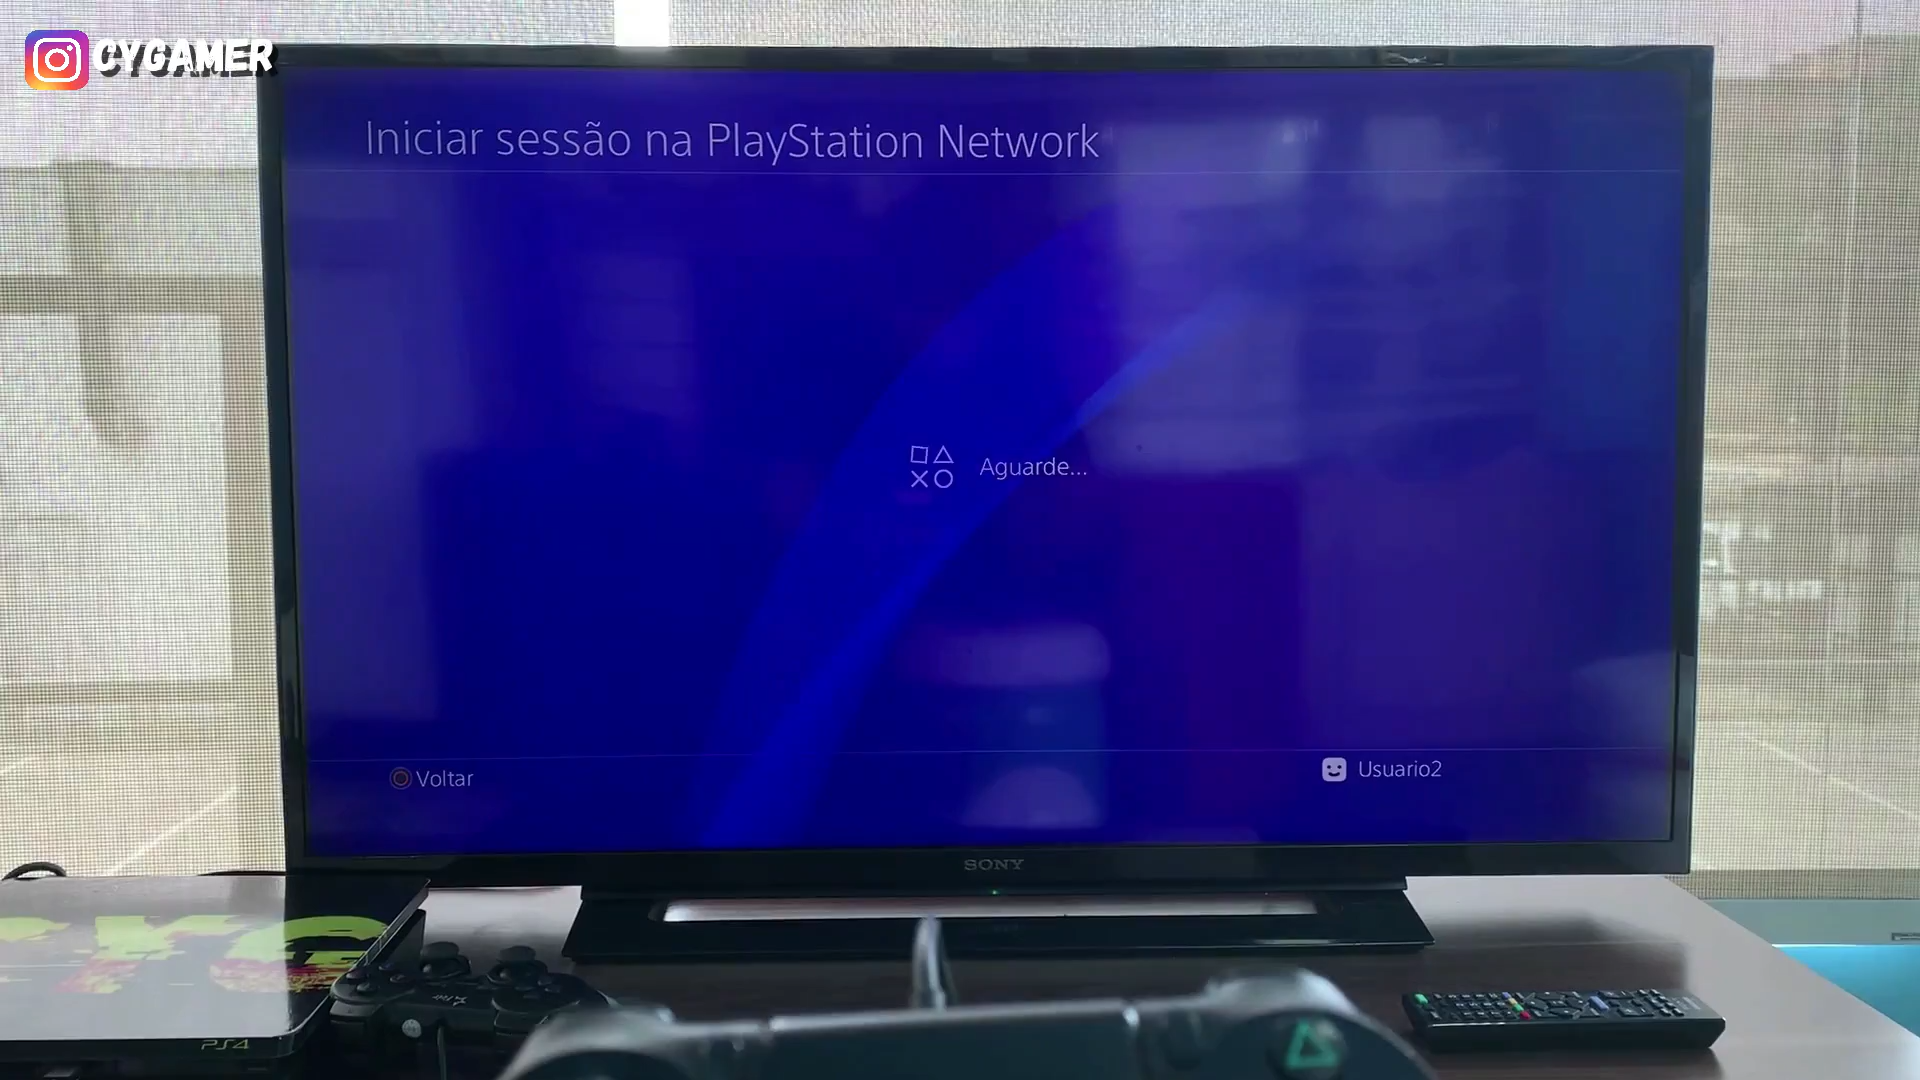 CYGAMER
Iniciar sessão na PlayStation Network
Aguarde...
Voltar
Usuario2
SONY
PS4